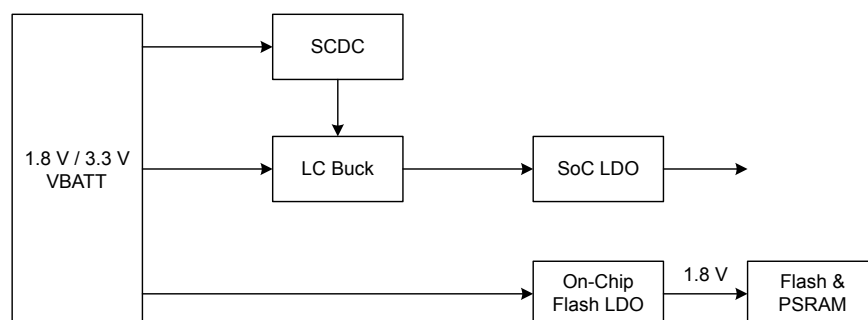 SCDC
1.8 V / 3.3 V
VBATT
LC Buck
SoC LDO
On-Chip
Flash LDO
1.8 V
Flash &
PSRAM